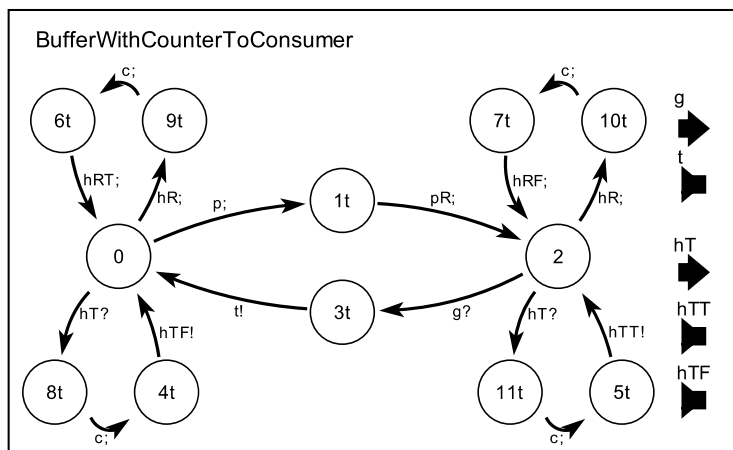 BufferWithCounterToConsumer
c;
c;
6t
9t
7t
10t
g
t
hRT;
hR;
p;
1t
pR;
hRF;
hR;
0
2
hT
t!
3t
g?
hT?
hTF!
hT?
hTT!
hTT
hTF
8t
4t
11t
5t
c;
c;